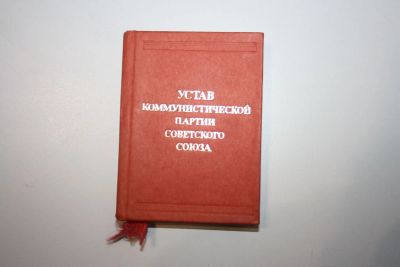 УСТАВ
КОММУНИСТИЧЕСКОЙ
ПАРТИИ
СОВЕТСКОГО
СОЮЗА